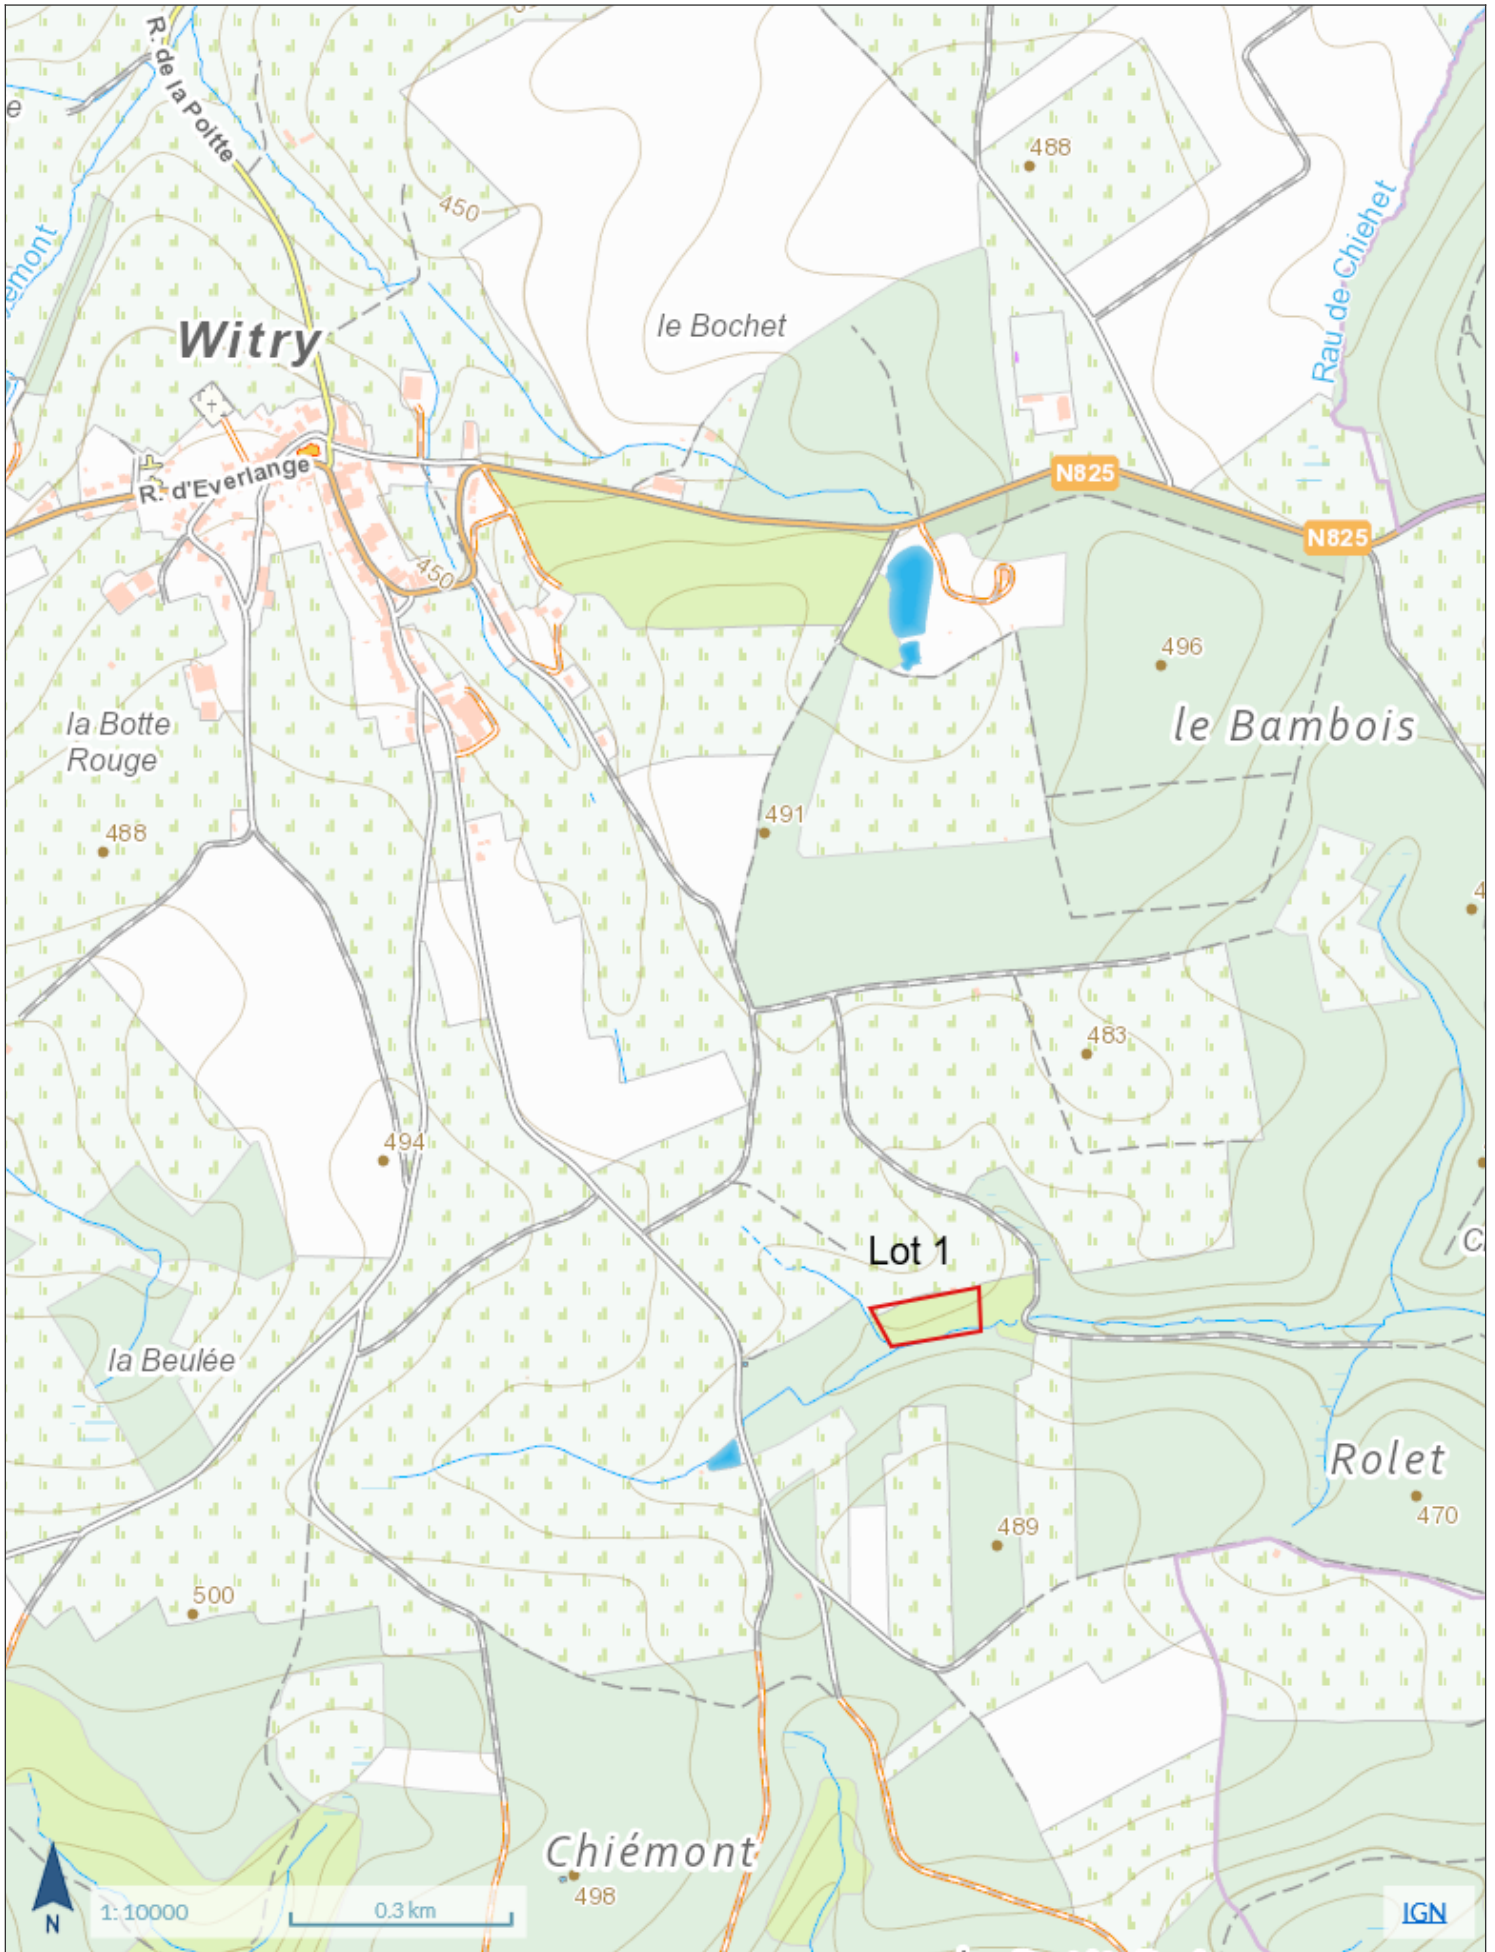 R. de la Poitte
e
488
450
emont
Rau de Chiehet
le Bochet
Witry
N825
R. d'Everlange
N825
450
496
la Botte
Rouge
le Bambois
491
488
4
483
494
Lot 1
C
la Beulée
Rolet
470
489
500
Chiémont
498
N
1: 10000
0.3 km
IGN